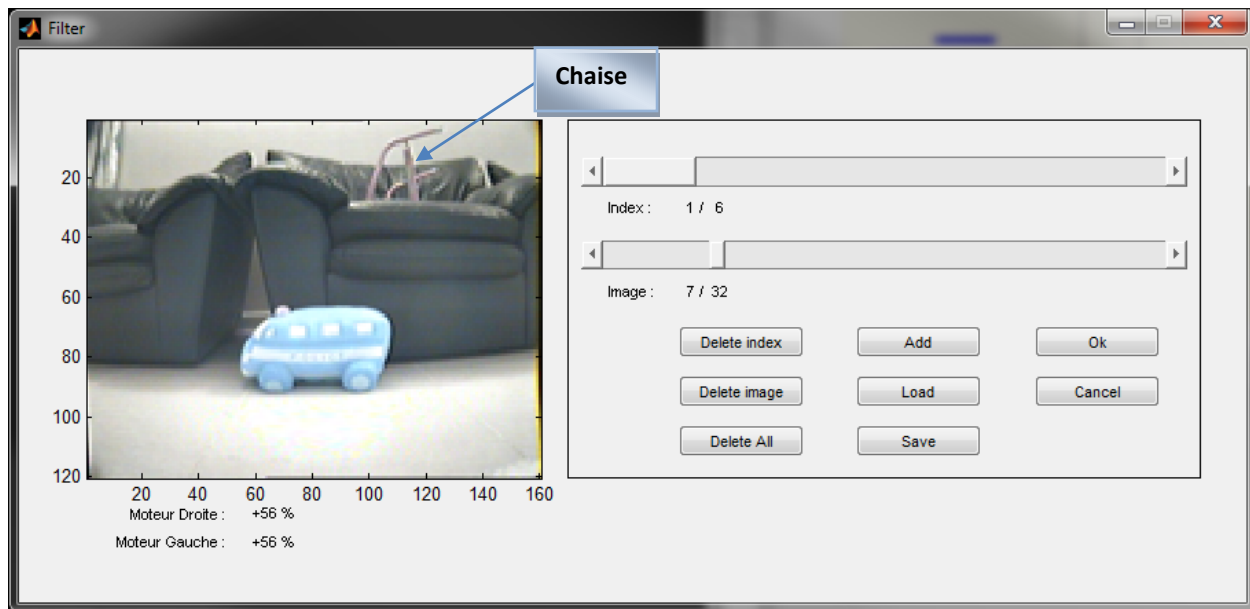 Filter
Chaise
20
40
60
80
100
120
20 40 60 80 100 120 140 160
Moteur Droite : +56 %
Moteur Gauche : +56 %
Index : 1 / 6
Image : 7 / 32
Delete index Add Ok
Delete image Load Cancel
Delete All Save